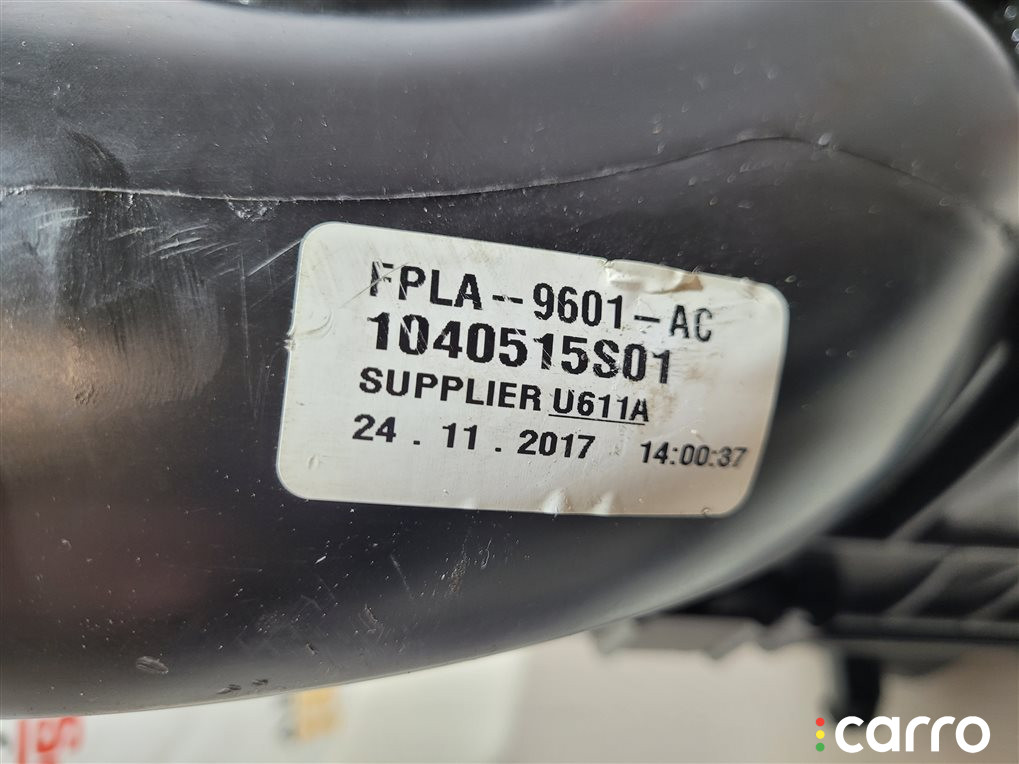 FPLA--9601-AC
1040515S01
SUPPLIER U611A
24 . 11 . 2017 14:00:37
carro